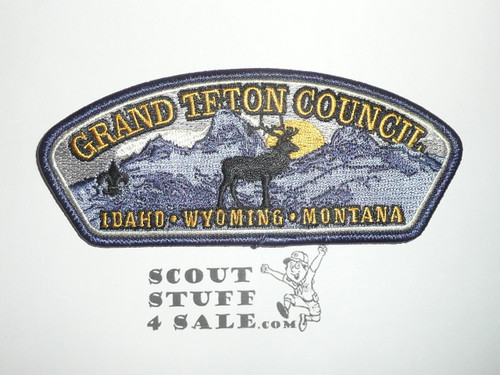 GRAND TETON COUNCIL
IDAHO • WYOMING • MONTANA
SCOUT
STUFF
4 SALE.COM